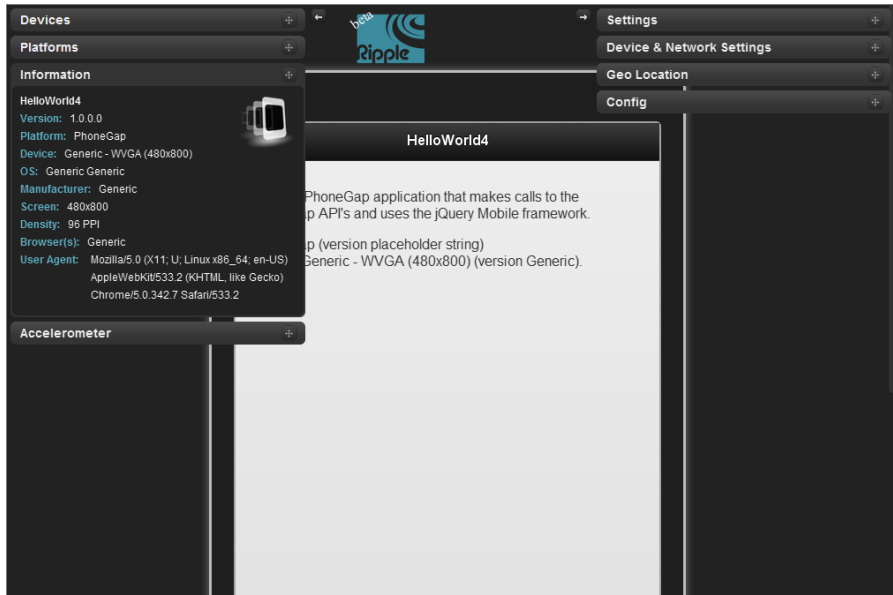 Devices
Platforms
Information
HelloWorld4
Version: 1.0.0.0
Platform: PhoneGap
Device: Generic - WVGA (480x800)
OS: Generic Generic
Manufacturer: Generic
Screen: 480x800
Density: 96 PPI
Browser(s): Generic
User Agent: Mozilla/5.0 (X11; U; Linux x86_64; en-US)
AppleWebKit/533.2 (KHTML, like Gecko)
Chrome/5.0.342.7 Safari/533.2
Accelerometer
beta
Ripple
Settings
Device & Network Settings
Geo Location
Config
HelloWorld4
PhoneGap application that makes calls to the
API's and uses the jQuery Mobile framework.
(version placeholder string)
Generic - WVGA (480x800) (version Generic).